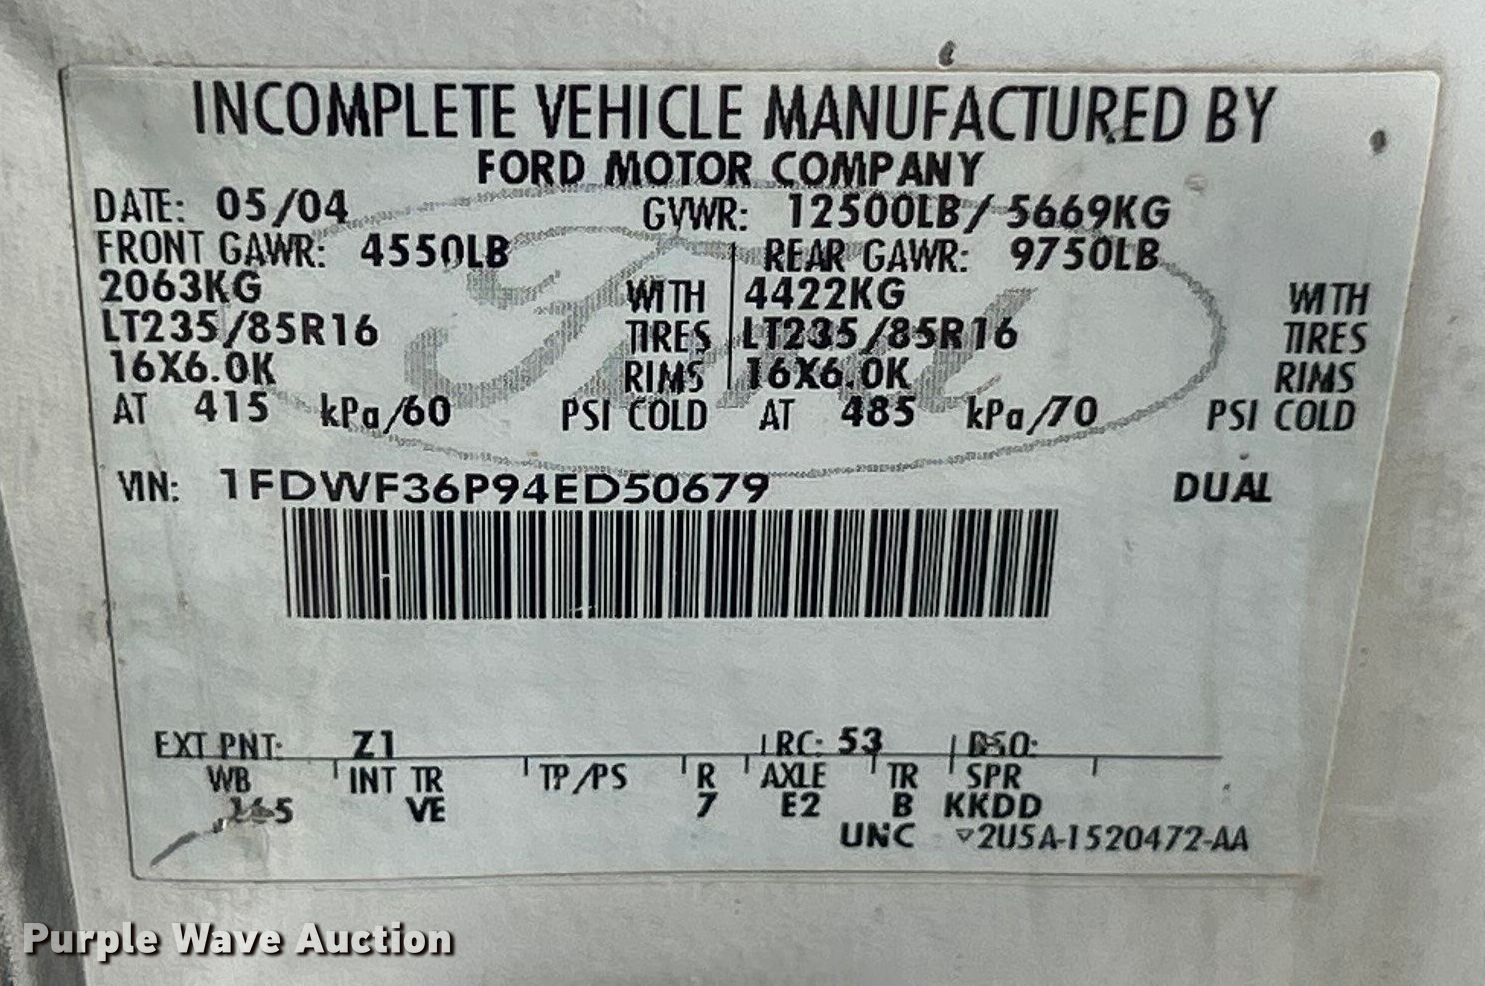 INCOMPLETE VEHICLE MANUFACTURED BY
FORD MOTOR COMPANY
DATE: 05/04 GVWR: 12500LB/ 5669KG
FRONT GAWR: 4550LB REAR GAWR: 9750LB
2063KG WITH 4422KG WITH
LT235/85R16 TIRES LT235/85R16 TIRES
16X6.0K RIMS 16X6.0K RIMS
AT 415 kPa/60 PSI COLD AT 485 kPa/70 PSI COLD
VIN: 1FDWF36P94ED50679 DUAL
EXT PNT: Z1 RC: 53 DSO:
WB INT TR TP/PS R AXLE TR SPR
165 VE 7 E2 B KKDD
UNC ▽2U5A-1520472-AA
Purple Wave Auction